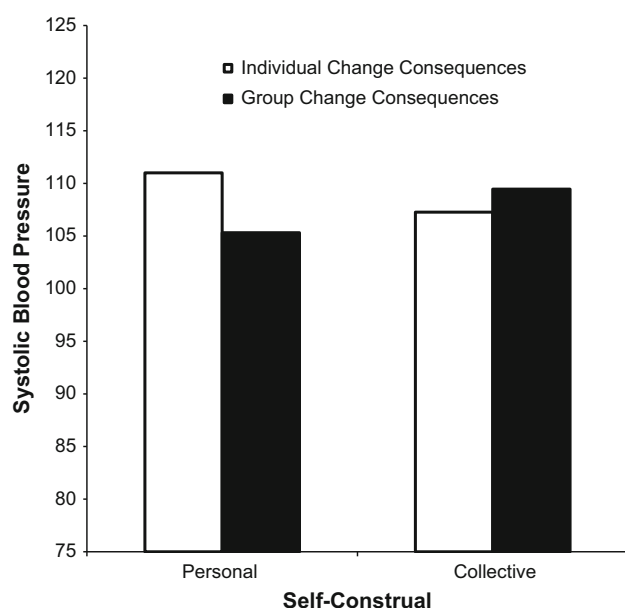 125
120
115
110
105
100
95
90
85
80
75
Systolic Blood Pressure
Individual Change Consequences
Group Change Consequences
Personal
Collective
Self-Construal